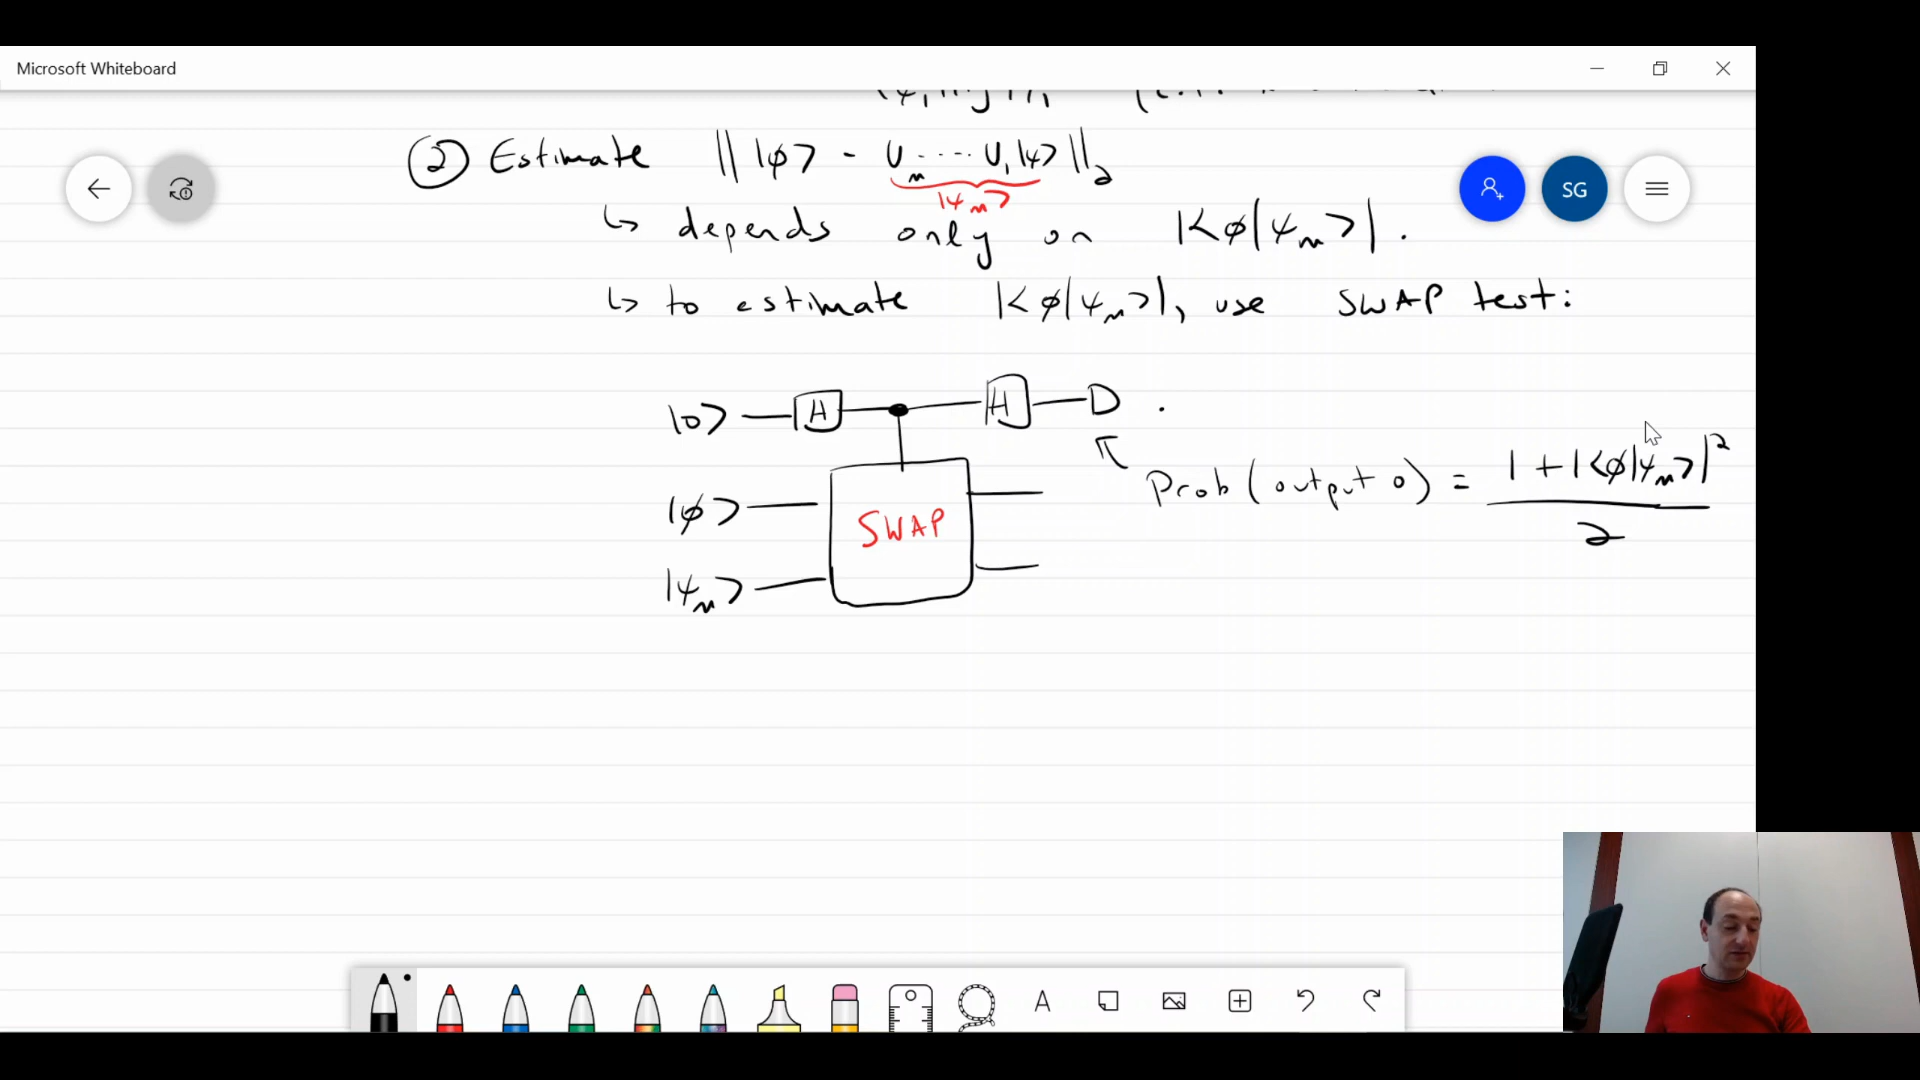 Microsoft Whiteboard
② Estimate || |φ> - U_m ... U_1 |ψ> ||_2
|ψ_m>
↳ depends only on |<φ|ψ_m>|.
↳ to estimate |<φ|ψ_m>|, use SWAP test:
|0> H H D .
Prob (output 0) = 1 + |<φ|ψ_m>|^2 / 2
|φ> SWAP
|ψ_m>
SG
A